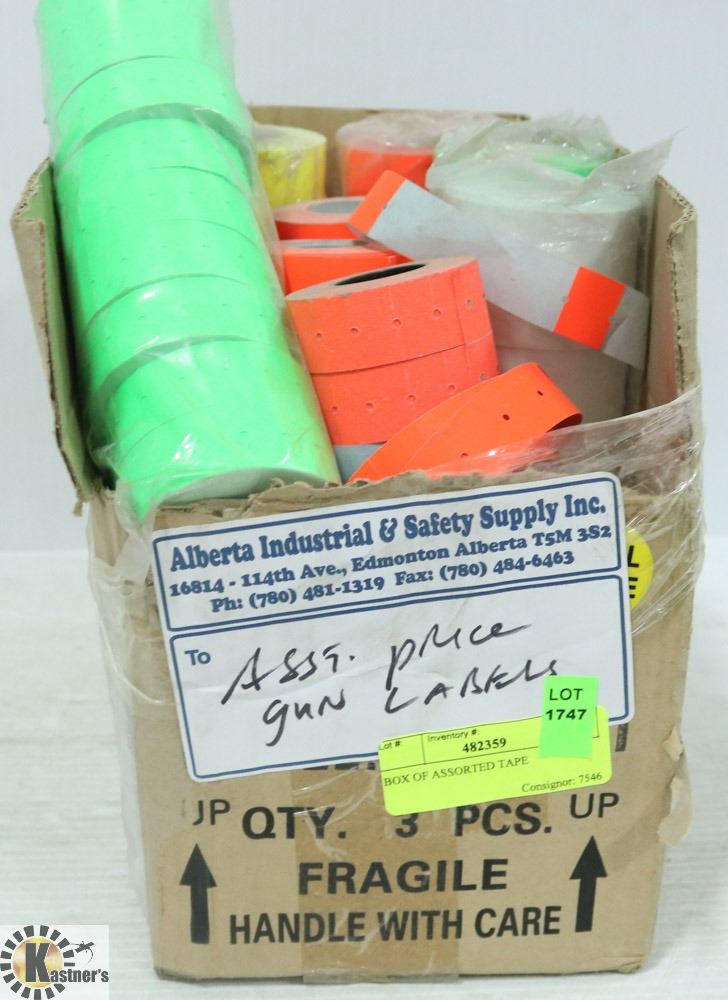 Alberta Industrial & Safety Supply Inc.
16814 - 114th Ave., Edmonton Alberta T5M 3S2
Ph: (780) 481-1319 Fax: (780) 484-6463
To
ASST. price
gun LABELS
LOT
1747
Lot #:
Inventory #:
482359
BOX OF ASSORTED TAPE
Consignor: 7546
UP QTY. 3 PCS. UP
FRAGILE
HANDLE WITH CARE
Kastner's